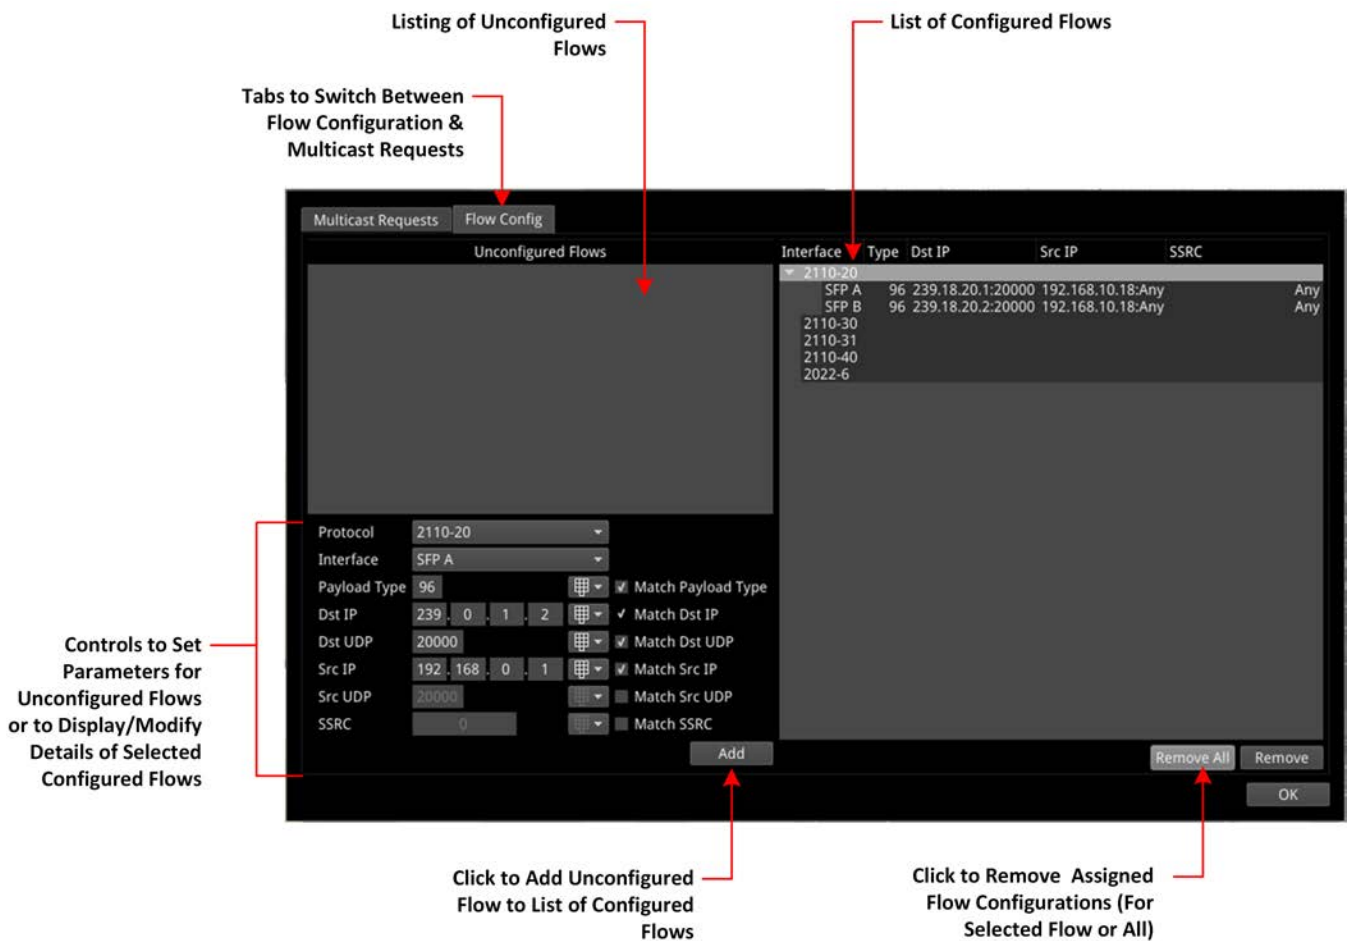 Listing of Unconfigured
Flows
List of Configured Flows
Tabs to Switch Between
Flow Configuration &
Multicast Requests
Multicast Requests Flow Config
Unconfigured Flows
Interface Type Dst IP Src IP SSRC
2110-20
SFP A 96 239.18.20.1:20000 192.168.10.18:Any Any
SFP B 96 239.18.20.2:20000 192.168.10.18:Any Any
2110-30
2110-31
2110-40
2022-6
Protocol 2110-20
Interface SFP A
Payload Type 96 Match Payload Type
Dst IP 239 . 0 . 1 . 2 Match Dst IP
Dst UDP 20000 Match Dst UDP
Src IP 192 . 168 . 0 . 1 Match Src IP
Src UDP 20000 Match Src UDP
SSRC 0 Match SSRC
Add
Remove All Remove
OK
Controls to Set
Parameters for
Unconfigured Flows
or to Display/Modify
Details of Selected
Configured Flows
Click to Add Unconfigured
Flow to List of Configured
Flows
Click to Remove Assigned
Flow Configurations (For
Selected Flow or All)